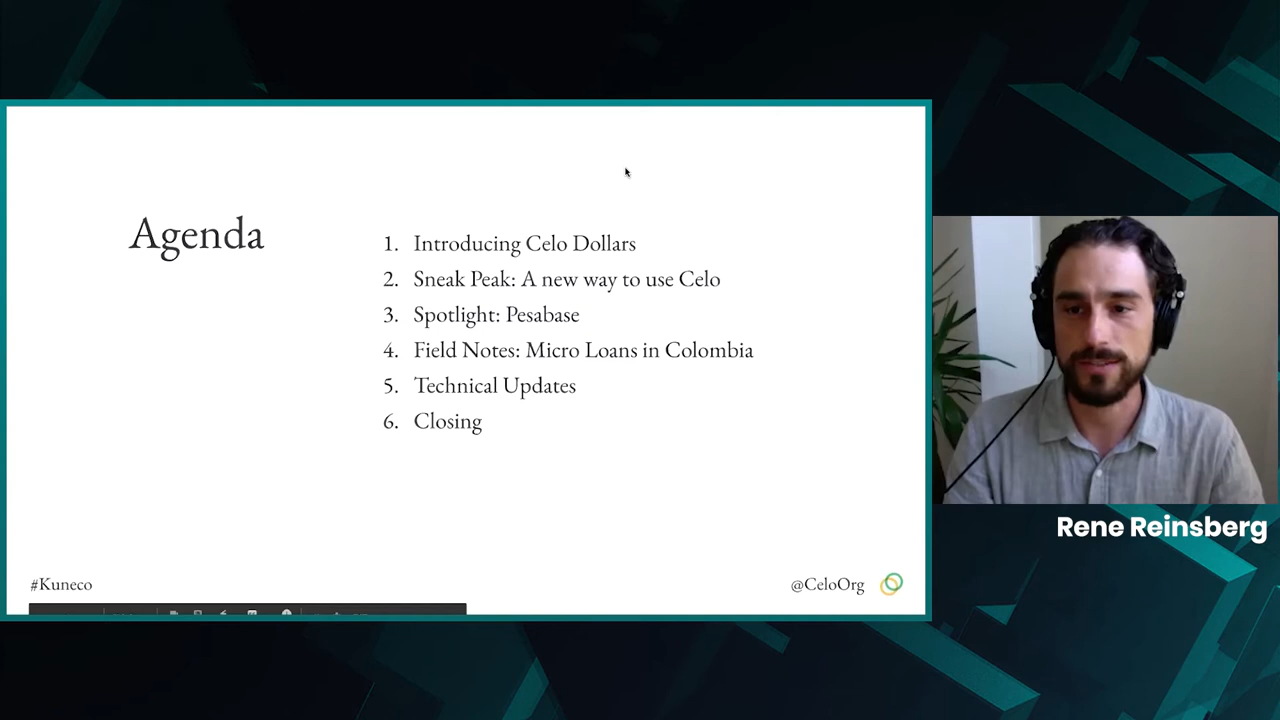 Agenda
1. Introducing Celo Dollars
2. Sneak Peak: A new way to use Celo
3. Spotlight: Pesabase
4. Field Notes: Micro Loans in Colombia
5. Technical Updates
6. Closing
#Kuneco
@CeloOrg
Rene Reinsberg